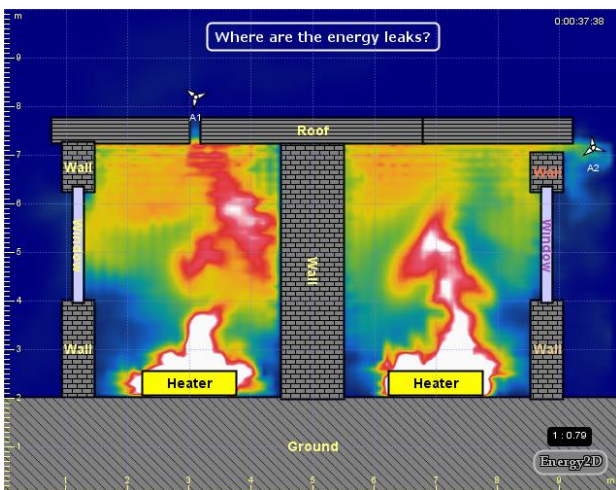 m
0:00:37:38
Where are the energy leaks?
9
8
A1
Roof
7
Wall
Wall
A2
6
Window
Window
5
Wall
4
Wall
Wall
3
Heater
Heater
2
1 : 0.79
Ground
1
Energy2D
1
2
3
4
5
6
7
8
9
m